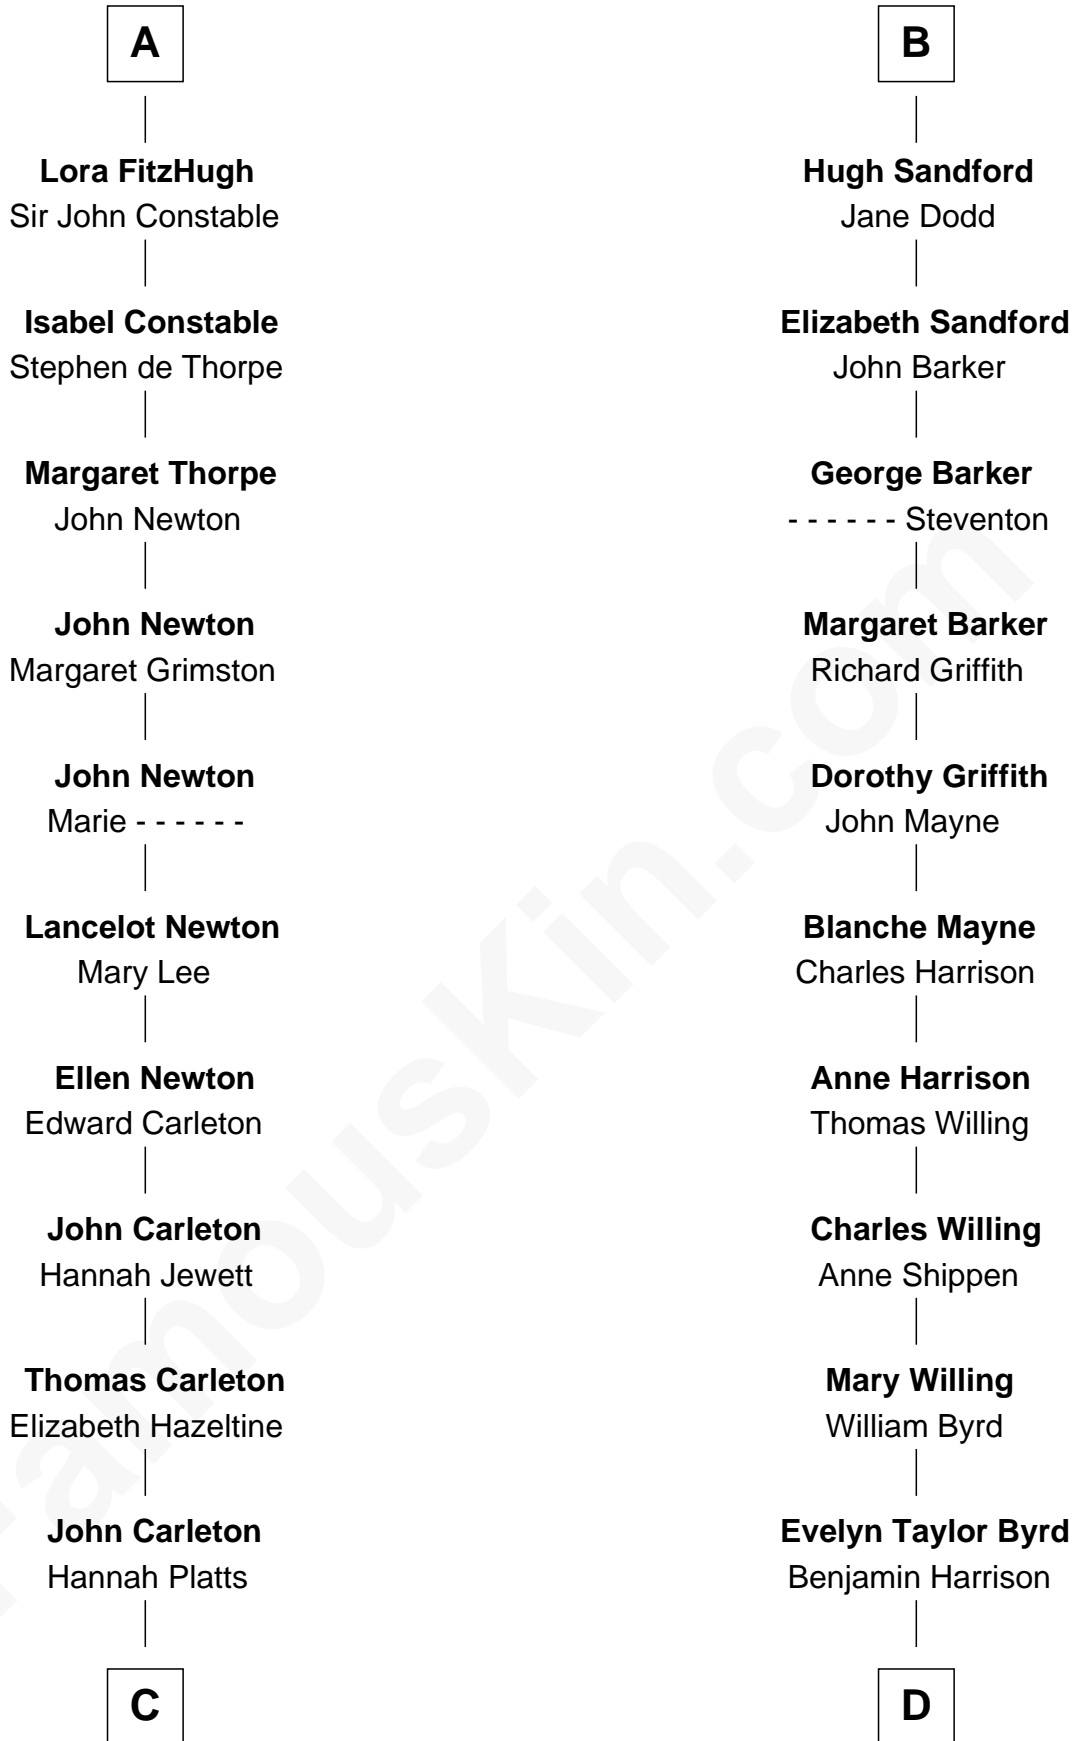 A
Lora FitzHugh
Sir John Constable
Isabel Constable
Stephen de Thorpe
Margaret Thorpe
John Newton
John Newton
Margaret Grimston
John Newton
Marie - - - - - -
Lancelot Newton
Mary Lee
Ellen Newton
Edward Carleton
John Carleton
Hannah Jewett
Thomas Carleton
Elizabeth Hazeltine
John Carleton
Hannah Platts
C
B
Hugh Sandford
Jane Dodd
Elizabeth Sandford
John Barker
George Barker
- - - - - - Steventon
Margaret Barker
Richard Griffith
Dorothy Griffith
John Mayne
Blanche Mayne
Charles Harrison
Anne Harrison
Thomas Willing
Charles Willing
Anne Shippen
Mary Willing
William Byrd
Evelyn Taylor Byrd
Benjamin Harrison
D
FamousKin.com